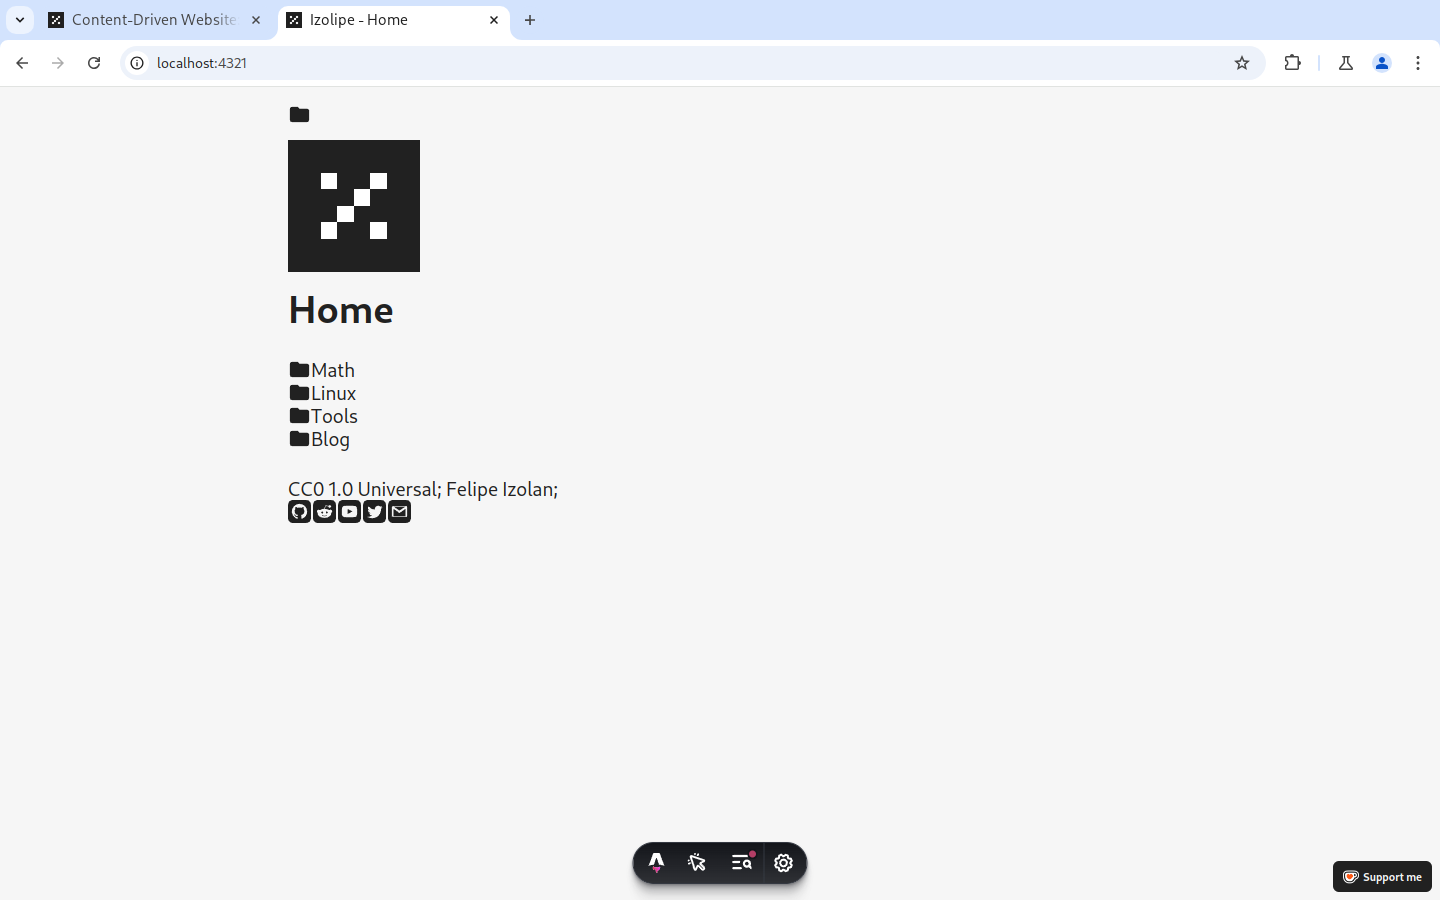 Content-Driven Website
Izolipe - Home
localhost:4321
Home
Math
Linux
Tools
Blog
CC0 1.0 Universal; Felipe Izolan;
Support me